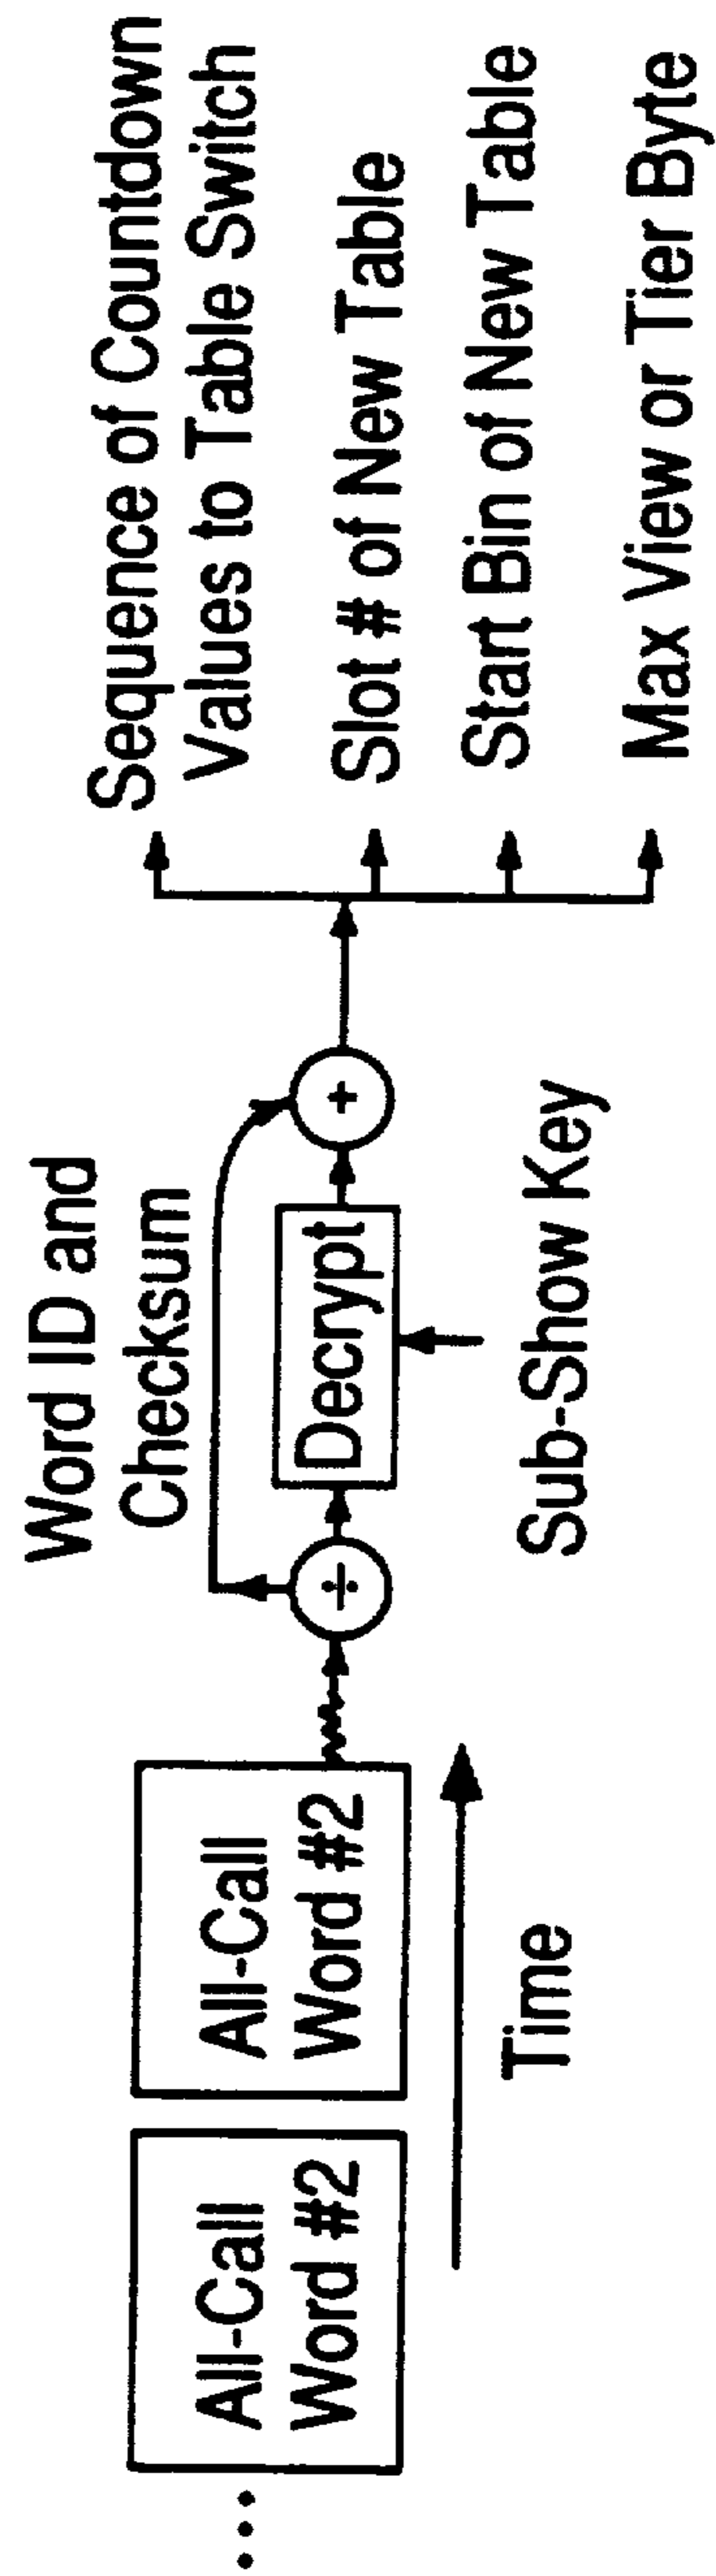 ...
All-Call
Word #2
All-Call
Word #2
Time
÷
Word ID and
Checksum
Decrypt
Sub-Show Key
+
Sequence of Countdown
Values to Table Switch
Slot # of New Table
Start Bin of New Table
Max View or Tier Byte